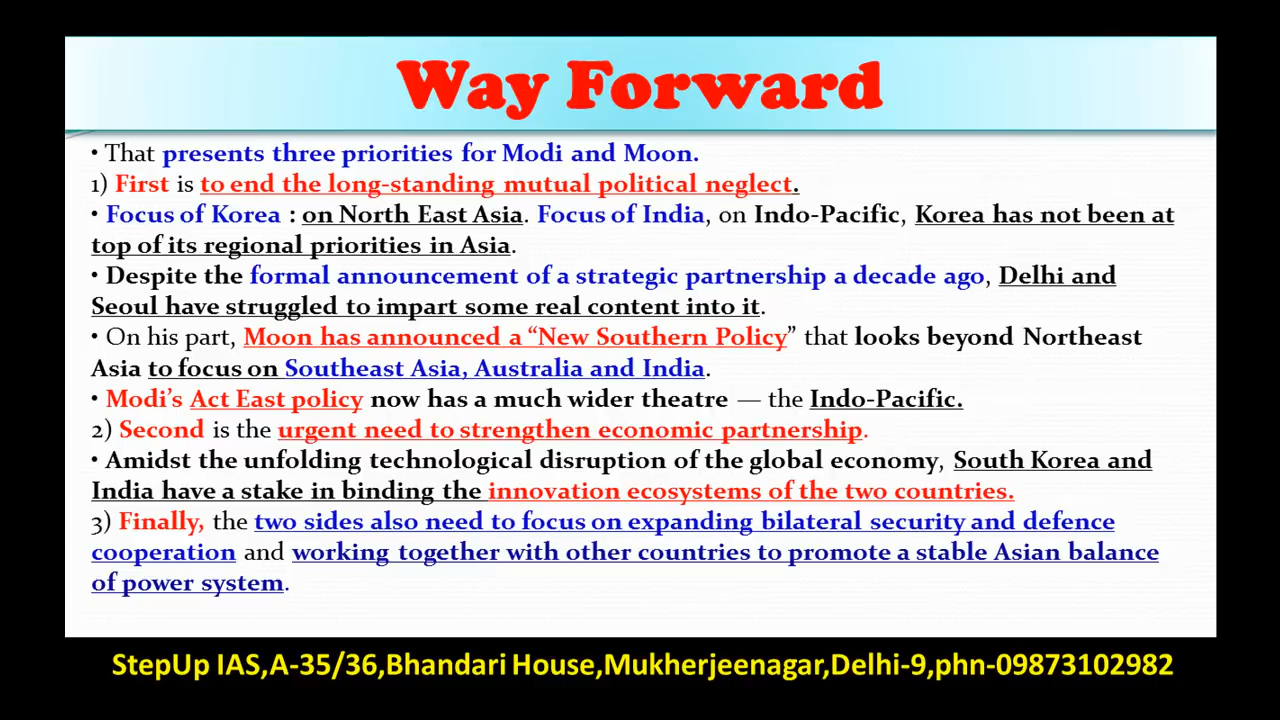 Way Forward
• That presents three priorities for Modi and Moon.
1) First is to end the long-standing mutual political neglect.
• Focus of Korea : on North East Asia. Focus of India, on Indo-Pacific, Korea has not been at
top of its regional priorities in Asia.
• Despite the formal announcement of a strategic partnership a decade ago, Delhi and
Seoul have struggled to impart some real content into it.
• On his part, Moon has announced a “New Southern Policy” that looks beyond Northeast
Asia to focus on Southeast Asia, Australia and India.
• Modi’s Act East policy now has a much wider theatre — the Indo-Pacific.
2) Second is the urgent need to strengthen economic partnership.
• Amidst the unfolding technological disruption of the global economy, South Korea and
India have a stake in binding the innovation ecosystems of the two countries.
3) Finally, the two sides also need to focus on expanding bilateral security and defence
cooperation and working together with other countries to promote a stable Asian balance
of power system.
StepUp IAS,A-35/36,Bhandari House,Mukherjeenagar,Delhi-9,phn-09873102982